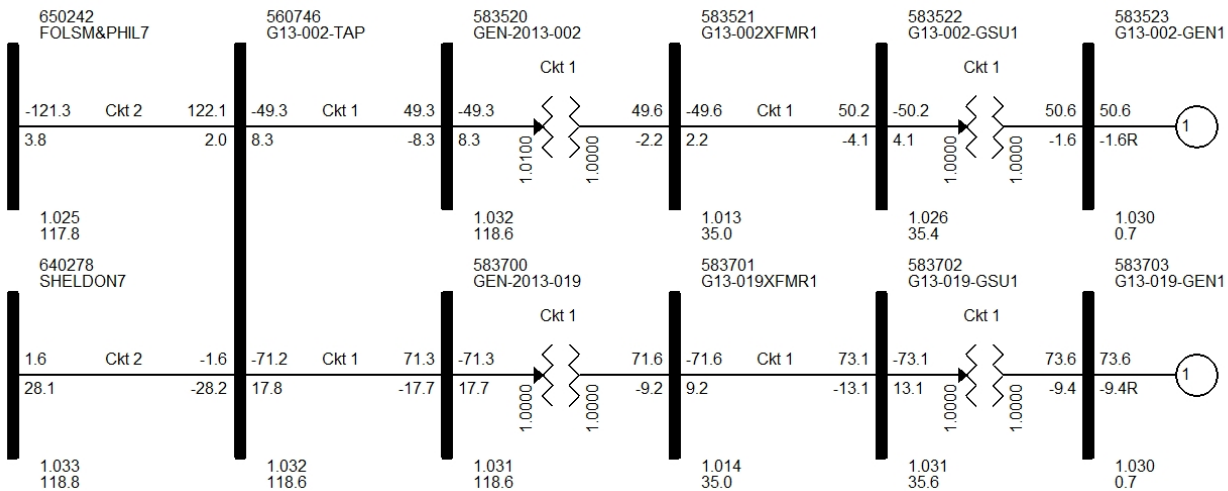 650242 560746 583520 583521 583522 583523
FOLSM&PHIL7 G13-002-TAP GEN-2013-002 G13-002XFMR1 G13-002-GSU1 G13-002-GEN1
Ckt 1 Ckt 1
-121.3 Ckt 2 122.1 -49.3 Ckt 1 49.3 -49.3 49.6 -49.6 Ckt 1 50.2 -50.2 50.6 50.6
1
3.8 2.0 8.3 -8.3 8.3 -2.2 2.2 -4.1 4.1 -1.6 -1.6R
1.0100 1.0000 1.0000 1.0000
1.025 1.032 1.013 1.026 1.030
117.8 118.6 35.0 35.4 0.7
640278 583700 583701 583702 583703
SHELDON7 GEN-2013-019 G13-019XFMR1 G13-019-GSU1 G13-019-GEN1
Ckt 1 Ckt 1
1.6 Ckt 2 -1.6 -71.2 Ckt 1 71.3 -71.3 71.6 -71.6 Ckt 1 73.1 -73.1 73.6 73.6
1
28.1 -28.2 17.8 -17.7 17.7 -9.2 9.2 -13.1 13.1 -9.4 -9.4R
1.0000 1.0000 1.0000 1.0000
1.033 1.032 1.031 1.014 1.031 1.030
118.8 118.6 118.6 35.0 35.6 0.7